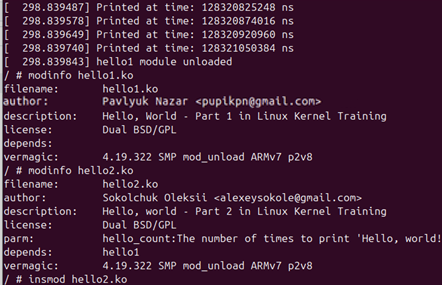 [  298.839487] Printed at time: 128320825248 ns
[  298.839578] Printed at time: 128320874016 ns
[  298.839649] Printed at time: 128320920960 ns
[  298.839740] Printed at time: 128321050384 ns
[  298.839843] hello1 module unloaded
/ # modinfo hello1.ko
filename:       hello1.ko
author:         Pavlyuk Nazar <pupikpn@gmail.com>
description:    Hello, World - Part 1 in Linux Kernel Training
license:        Dual BSD/GPL
depends:
vermagic:       4.19.322 SMP mod_unload ARMv7 p2v8
/ # modinfo hello2.ko
filename:       hello2.ko
author:         Sokolchuk Oleksii <alexeysokole@gmail.com>
description:    Hello, world - Part 2 in Linux Kernel Training
license:        Dual BSD/GPL
parm:           hello_count:The number of times to print 'Hello, world!
depends:        hello1
vermagic:       4.19.322 SMP mod_unload ARMv7 p2v8
/ # insmod hello2.ko